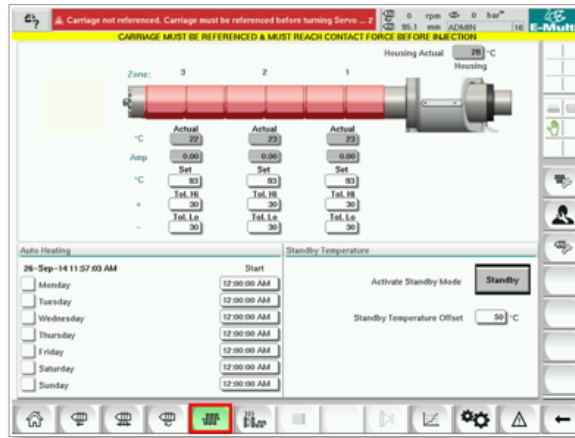 Carriage not referenced. Carriage must be referenced before turning Servo ... 2
0 rpm 0 bar"
95.1 mm ADMIN 16
E-Multi
CARRIAGE MUST BE REFERENCED & MUST REACH CONTACT FORCE BEFORE INJECTION
Housing Actual 28 °C
Housing
Zone: 3 2 1
Actual Actual Actual
°C 22 23 23
Amp 0.00 0.00 0.00
Set Set Set
°C 93 93 93
Tol. Hi Tol. Hi Tol. Hi
+ 30 30 30
Tol. Lo Tol. Lo Tol. Lo
- 30 30 30
Auto Heating
26-Sep-14 11:57:03 AM Start
Monday 12:00:00 AM
Tuesday 12:00:00 AM
Wednesday 12:00:00 AM
Thursday 12:00:00 AM
Friday 12:00:00 AM
Saturday 12:00:00 AM
Sunday 12:00:00 AM
Standby Temperature
Activate Standby Mode Standby
Standby Temperature Offset 50 °C